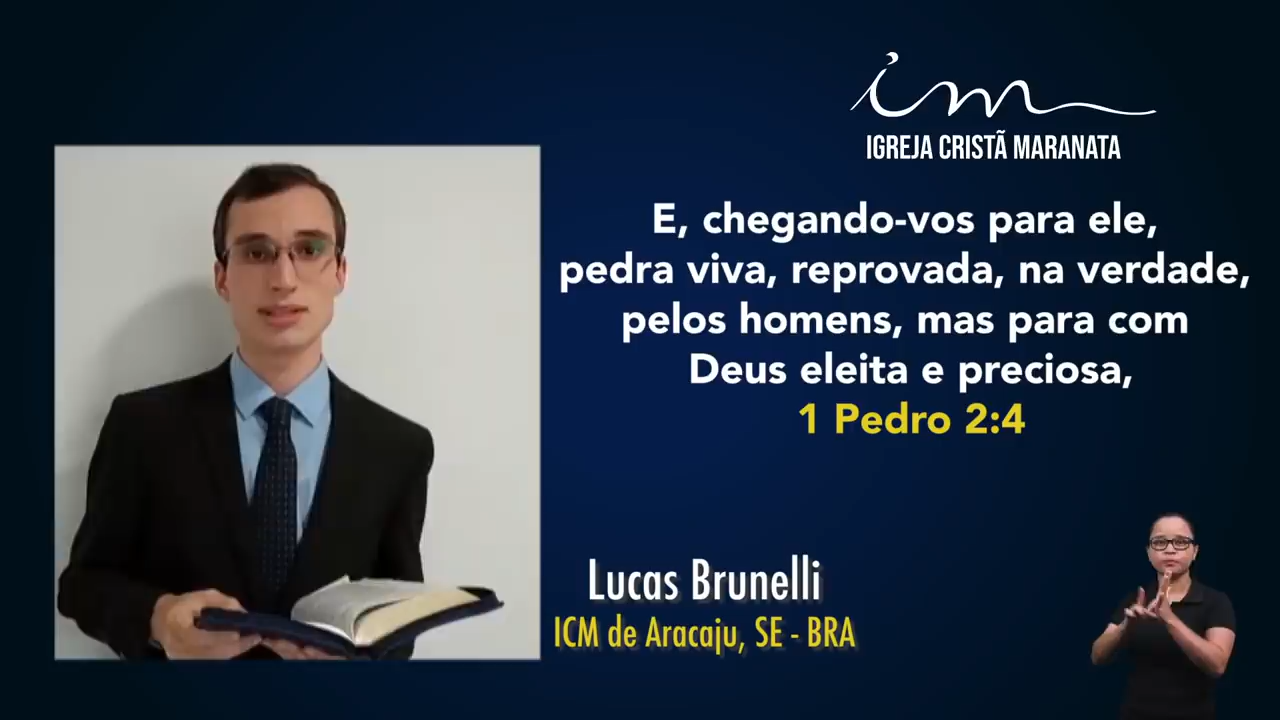 im
IGREJA CRISTÃ MARANATA
E, chegando-vos para ele,
pedra viva, reprovada, na verdade,
pelos homens, mas para com
Deus eleita e preciosa,
1 Pedro 2:4
Lucas Brunelli
ICM de Aracaju, SE - BRA